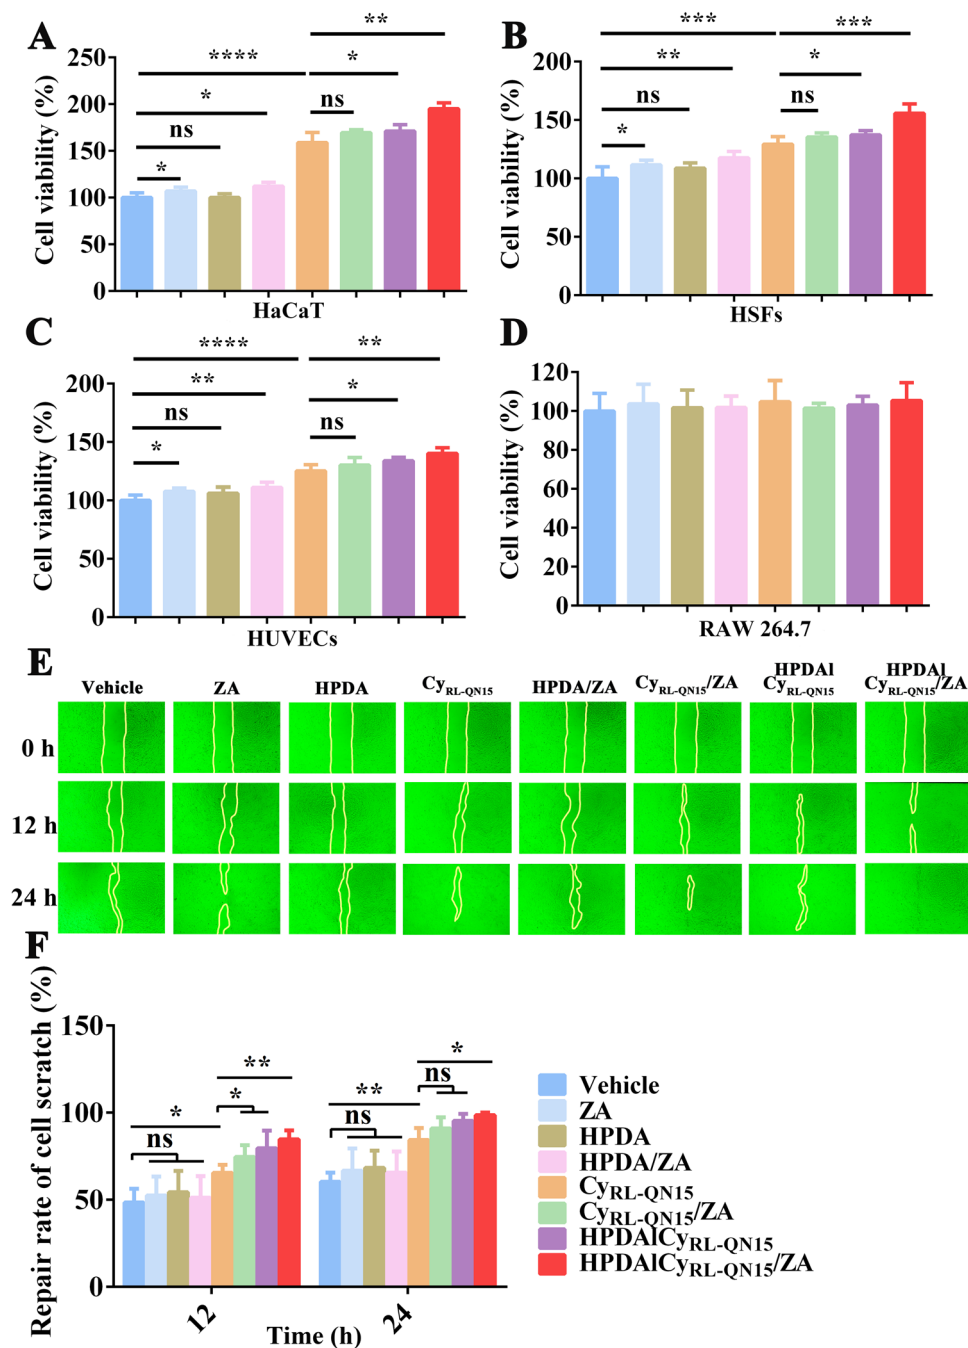 A
Cell viability (%)
250
200
150
100
50
0
*
ns
*
****
ns
*
**
HaCaT
B
Cell viability (%)
200
150
100
50
0
*
ns
**
***
ns
*
***
HSFs
C
Cell viability (%)
200
150
100
50
0
*
ns
**
****
ns
*
**
HUVECs
D
Cell viability (%)
120
100
80
60
40
20
0
RAW 264.7
E
Vehicle ZA HPDA CyRL-QN15 HPDA/ZA CyRL-QN15/ZA HPDAl CyRL-QN15 HPDAl CyRL-QN15/ZA
0 h
12 h
24 h
F
Repair rate of cell scratch (%)
150
100
50
0
ns
*
*
**
ns
**
ns
*
12
24
Time (h)
Vehicle
ZA
HPDA
HPDA/ZA
CyRL-QN15
CyRL-QN15/ZA
HPDAlCyRL-QN15
HPDAlCyRL-QN15/ZA